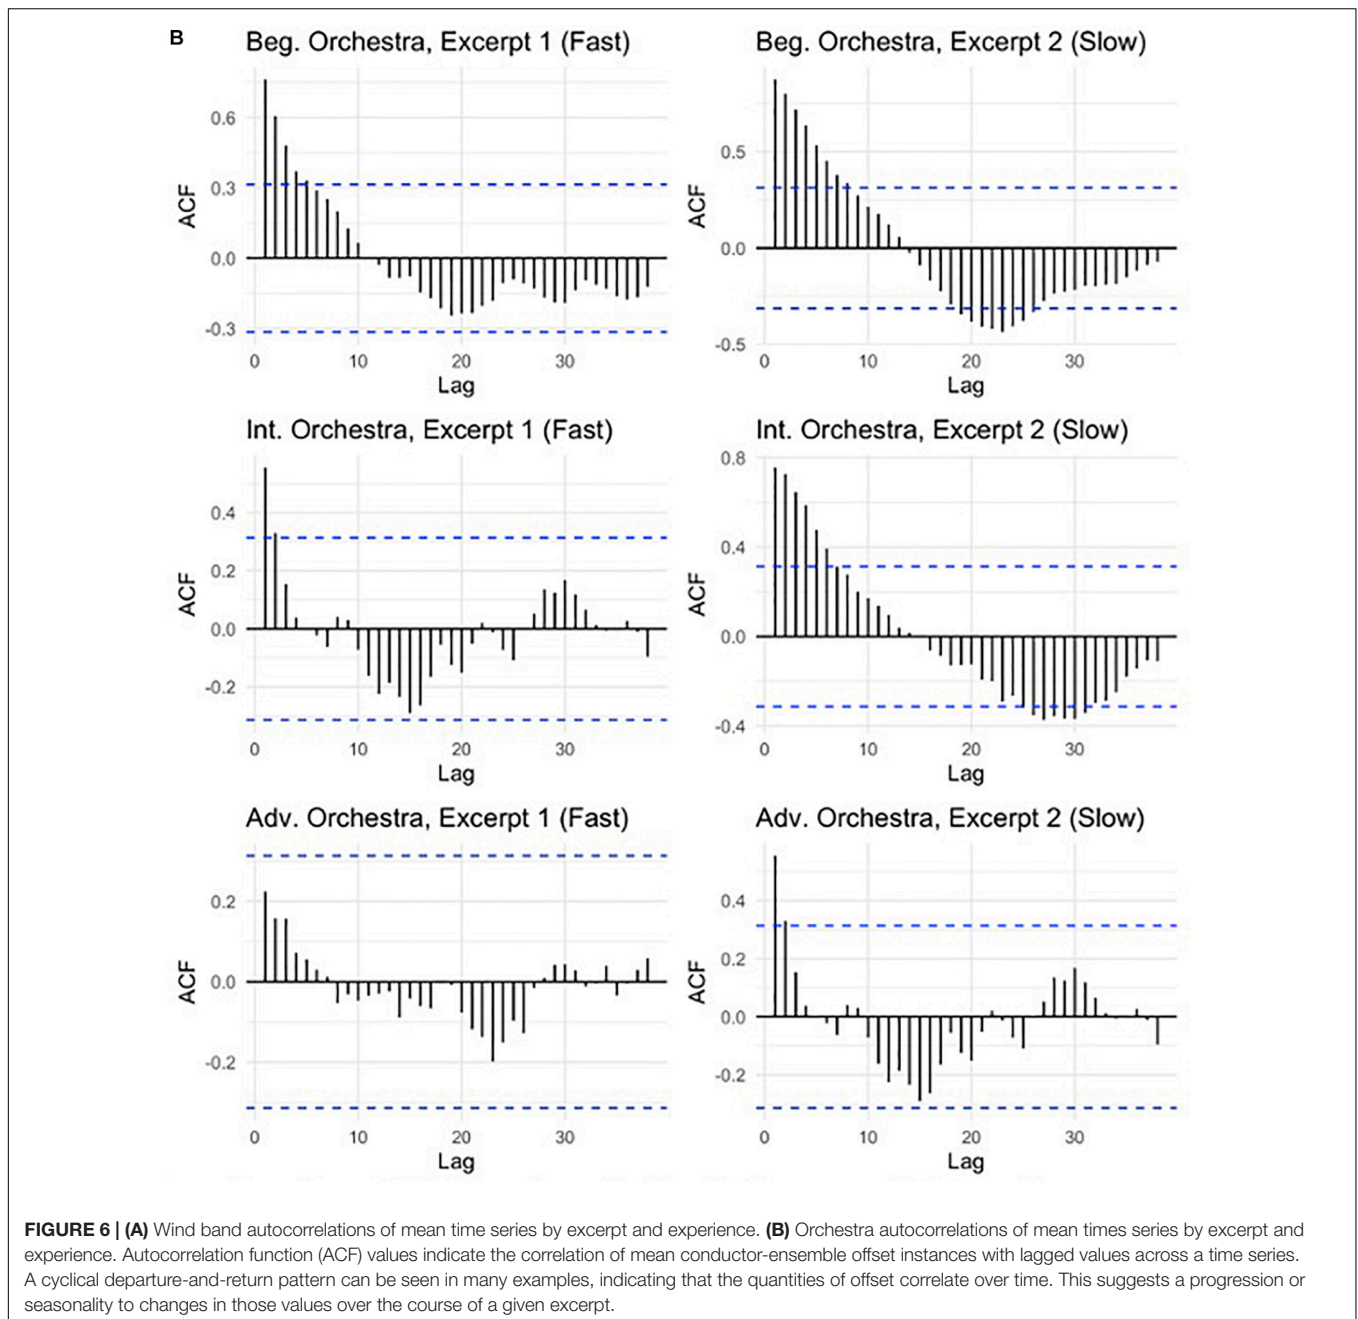 B
Beg. Orchestra, Excerpt 1 (Fast)
Beg. Orchestra, Excerpt 2 (Slow)
ACF
0.6
0.3
0.0
-0.3
0 10 20 30
Lag
ACF
0.5
0.0
-0.5
0 10 20 30
Lag
Int. Orchestra, Excerpt 1 (Fast)
Int. Orchestra, Excerpt 2 (Slow)
ACF
0.4
0.2
0.0
-0.2
0 10 20 30
Lag
ACF
0.8
0.4
0.0
-0.4
0 10 20 30
Lag
Adv. Orchestra, Excerpt 1 (Fast)
Adv. Orchestra, Excerpt 2 (Slow)
ACF
0.2
0.0
-0.2
0 10 20 30
Lag
ACF
0.4
0.2
0.0
-0.2
0 10 20 30
Lag
FIGURE 6 | (A) Wind band autocorrelations of mean time series by excerpt and experience. (B) Orchestra autocorrelations of mean times series by excerpt and
experience. Autocorrelation function (ACF) values indicate the correlation of mean conductor-ensemble offset instances with lagged values across a time series.
A cyclical departure-and-return pattern can be seen in many examples, indicating that the quantities of offset correlate over time. This suggests a progression or
seasonality to changes in those values over the course of a given excerpt.